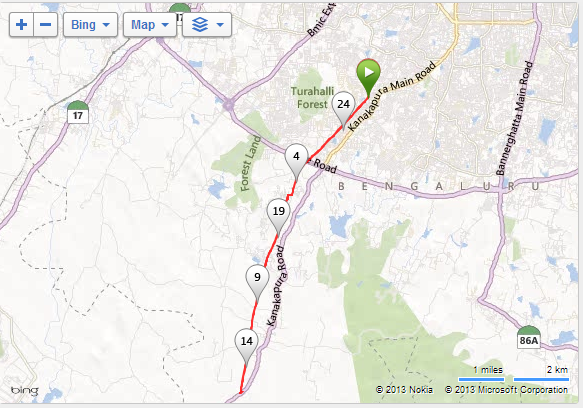 Bing
Map
Bmic Ex
17
Turahalli
Forest
24
Kanakapura Main Road
Bannerghatta Main Road
4
Road
Forest Land
BENGALURU
19
Kanakapura Road
9
14
86A
1 miles
2 km
bing
© 2013 Nokia © 2013 Microsoft Corporation